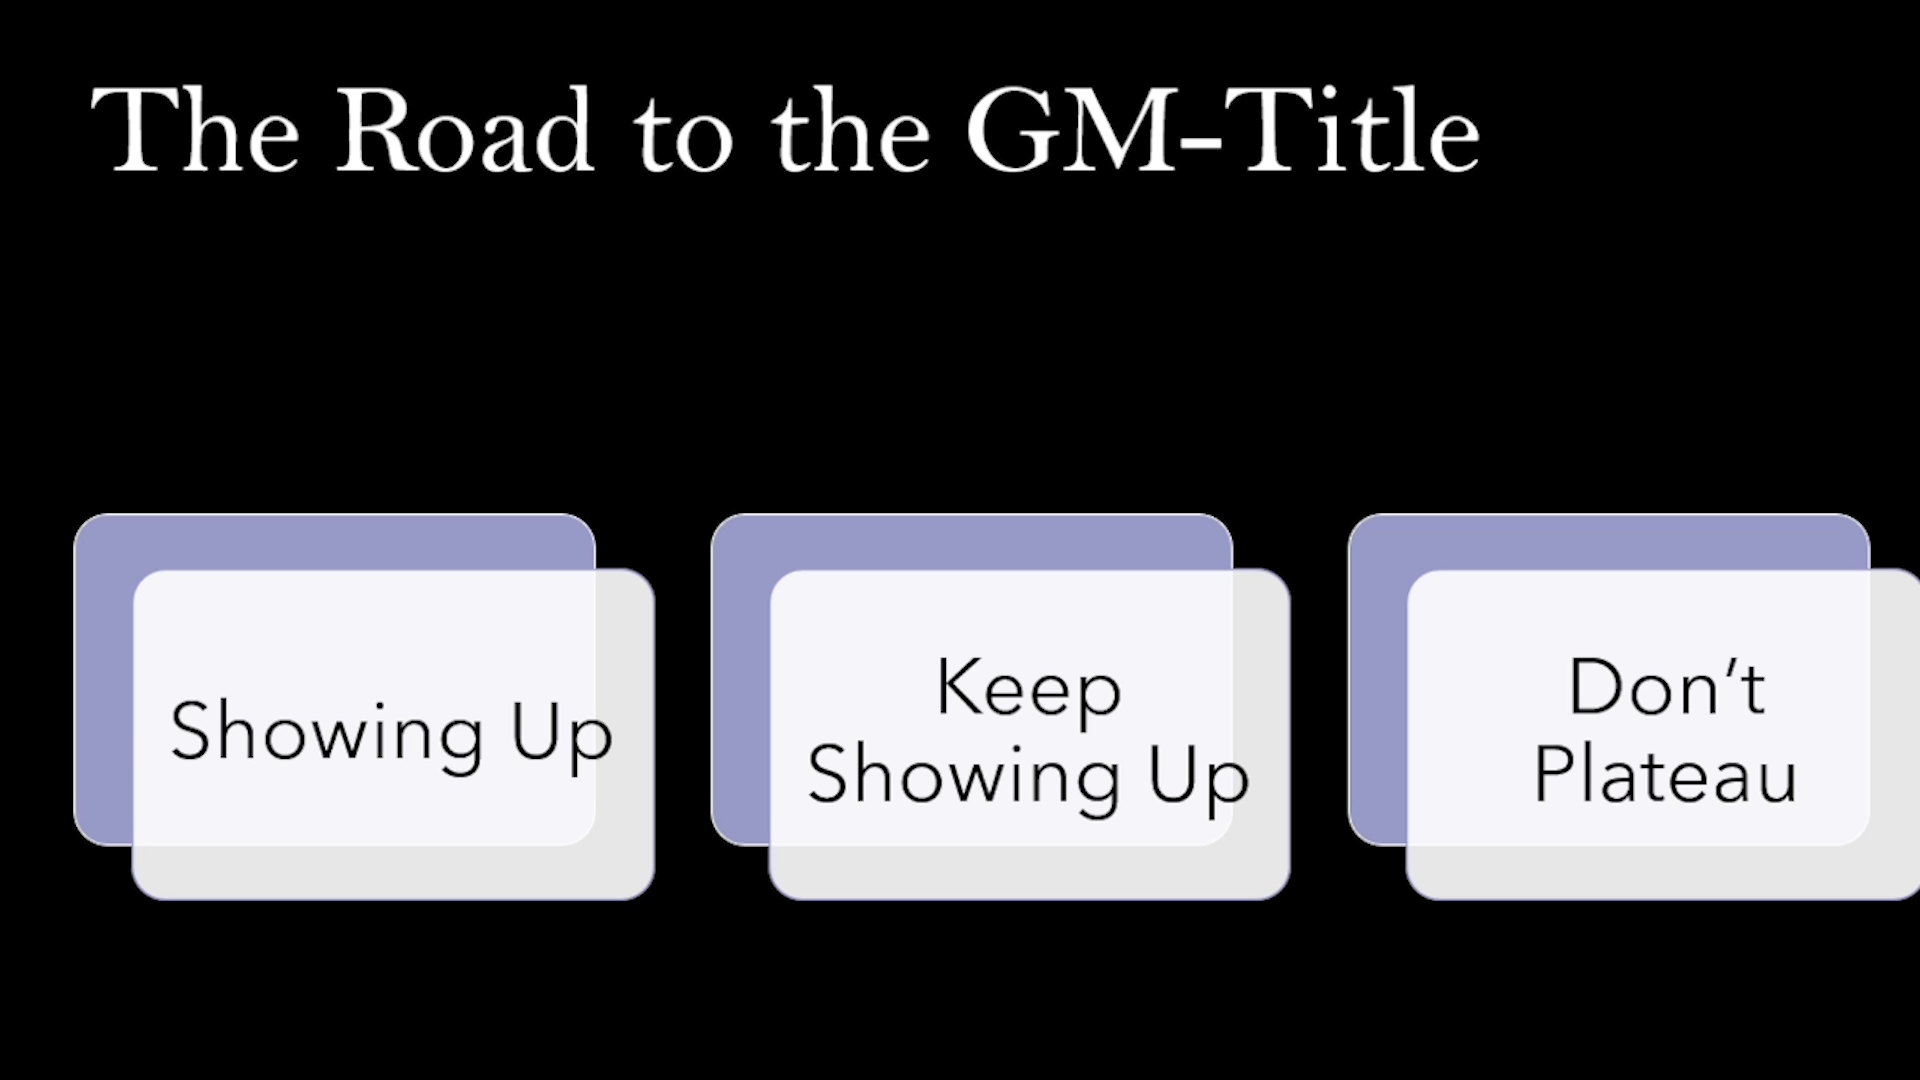 The Road to the GM-Title
Showing Up
Keep
Showing Up
Don’t
Plateau